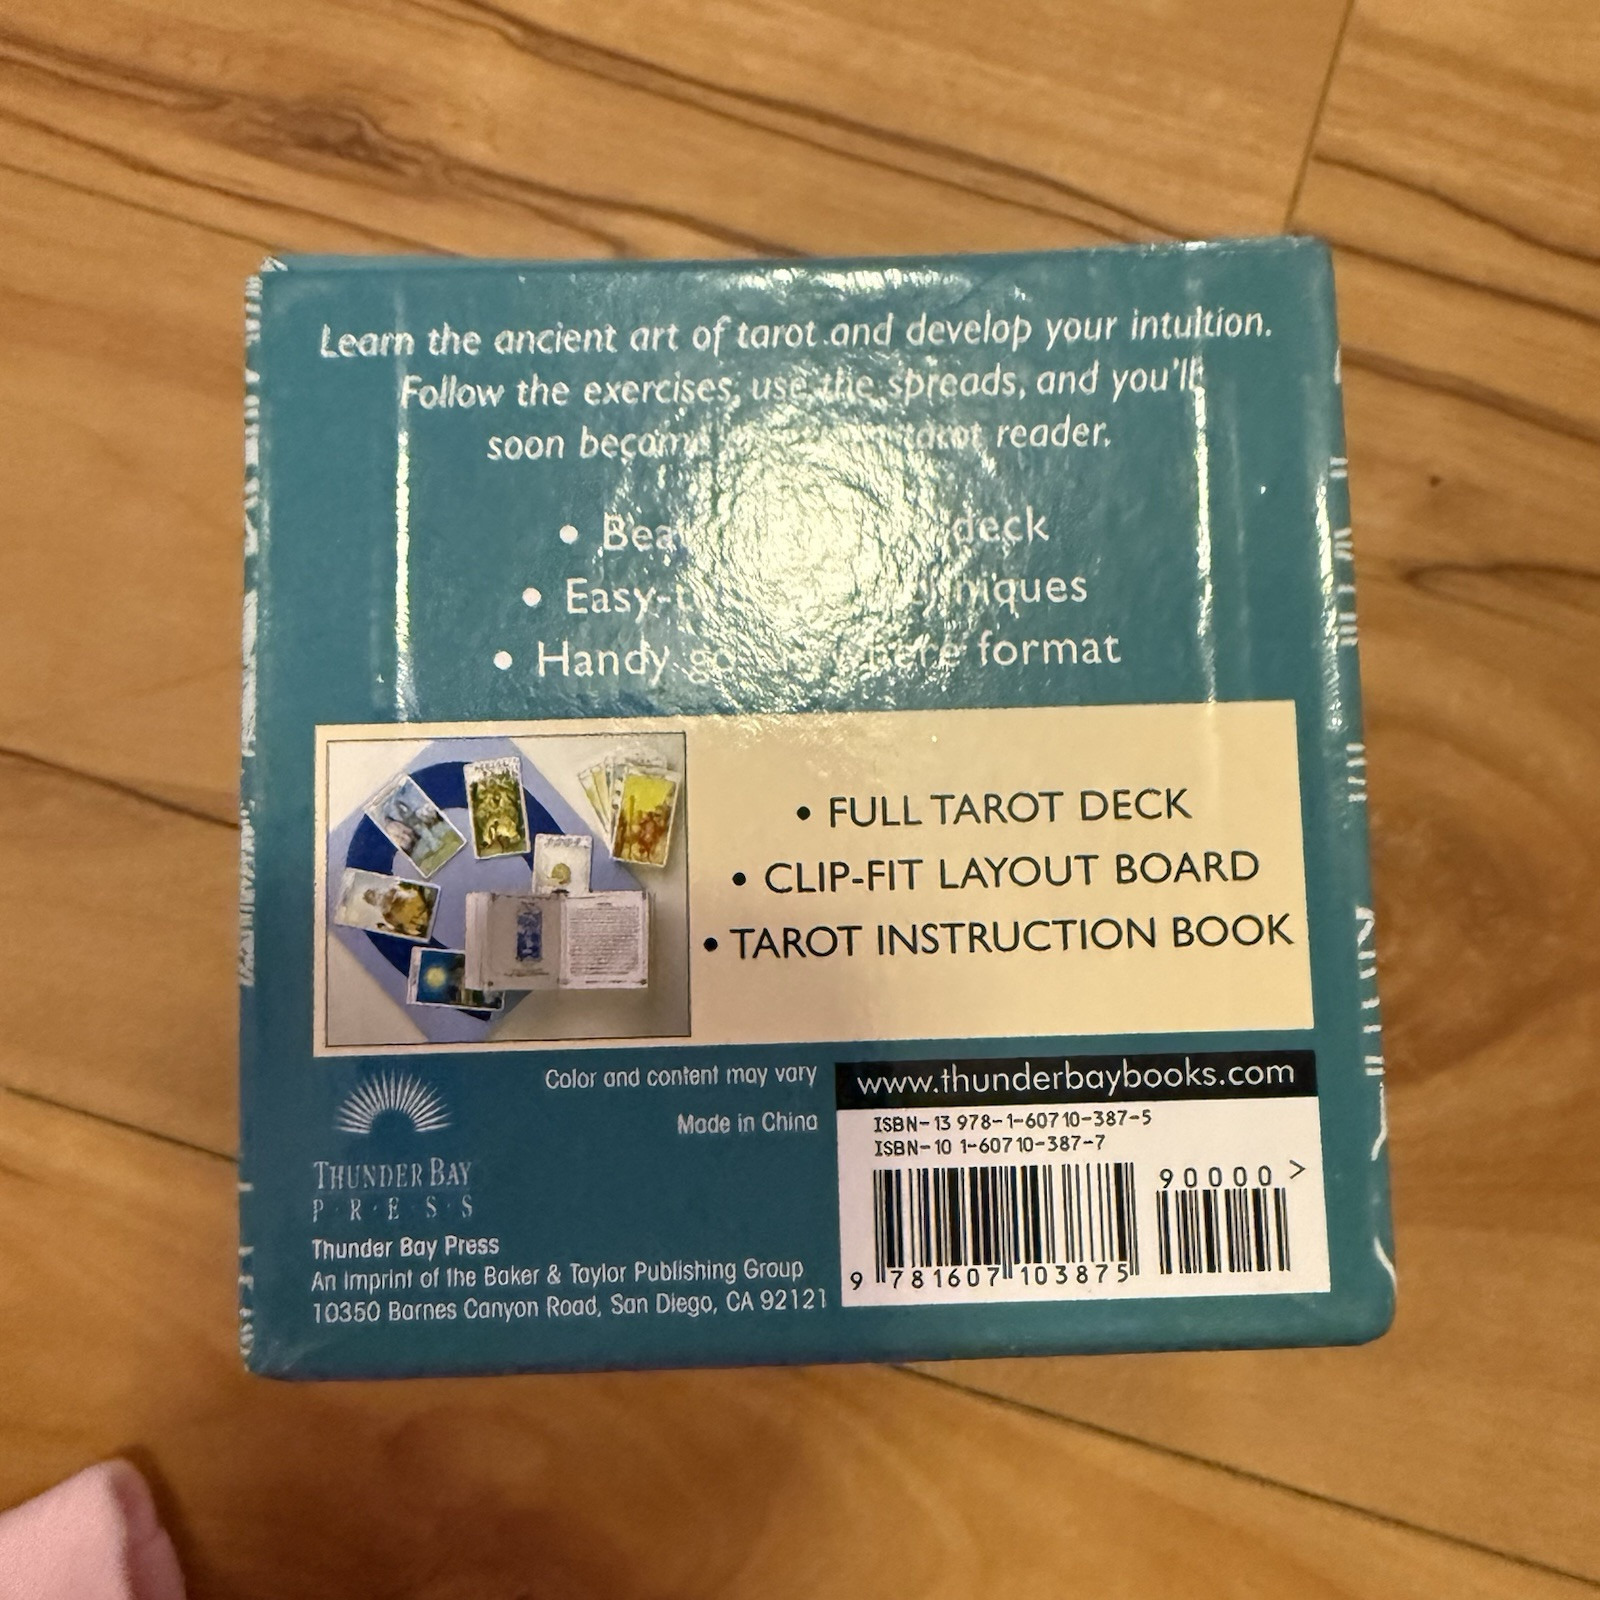 Learn the ancient art of tarot and develop your intuition.
Follow the exercises, use the spreads, and you'll
soon become tarot reader.
• deck
• techniques
• Handy format
• FULL TAROT DECK
• CLIP-FIT LAYOUT BOARD
• TAROT INSTRUCTION BOOK
Color and content may vary
Made in China
THUNDER BAY
P·R·E·S·S
Thunder Bay Press
An imprint of the Baker & Taylor Publishing Group
10350 Barnes Canyon Road, San Diego, CA 92121
www.thunderbaybooks.com
ISBN-13 978-1-60710-387-5
ISBN-10 1-60710-387-7
90000>
9 781607 103875